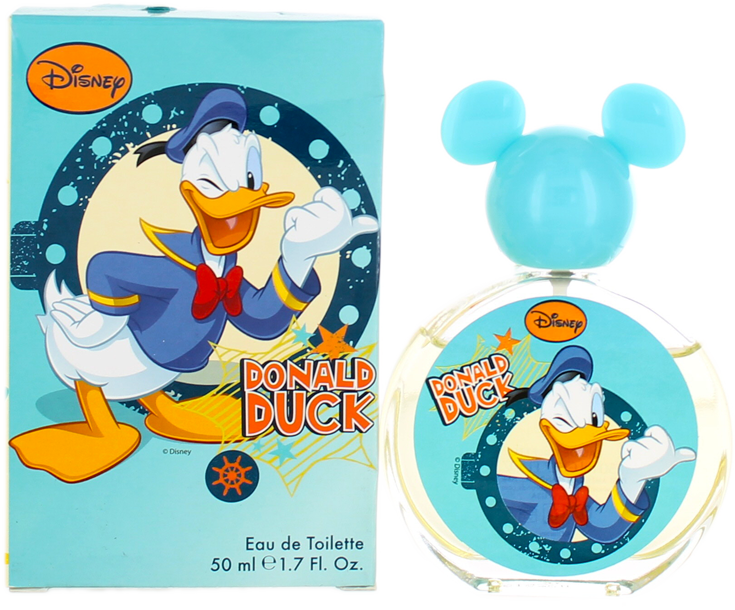 Disney
DONALD
DUCK
© Disney
Eau de Toilette
50 ml ℮ 1.7 Fl. Oz.
Disney
DONALD
DUCK
© Disney